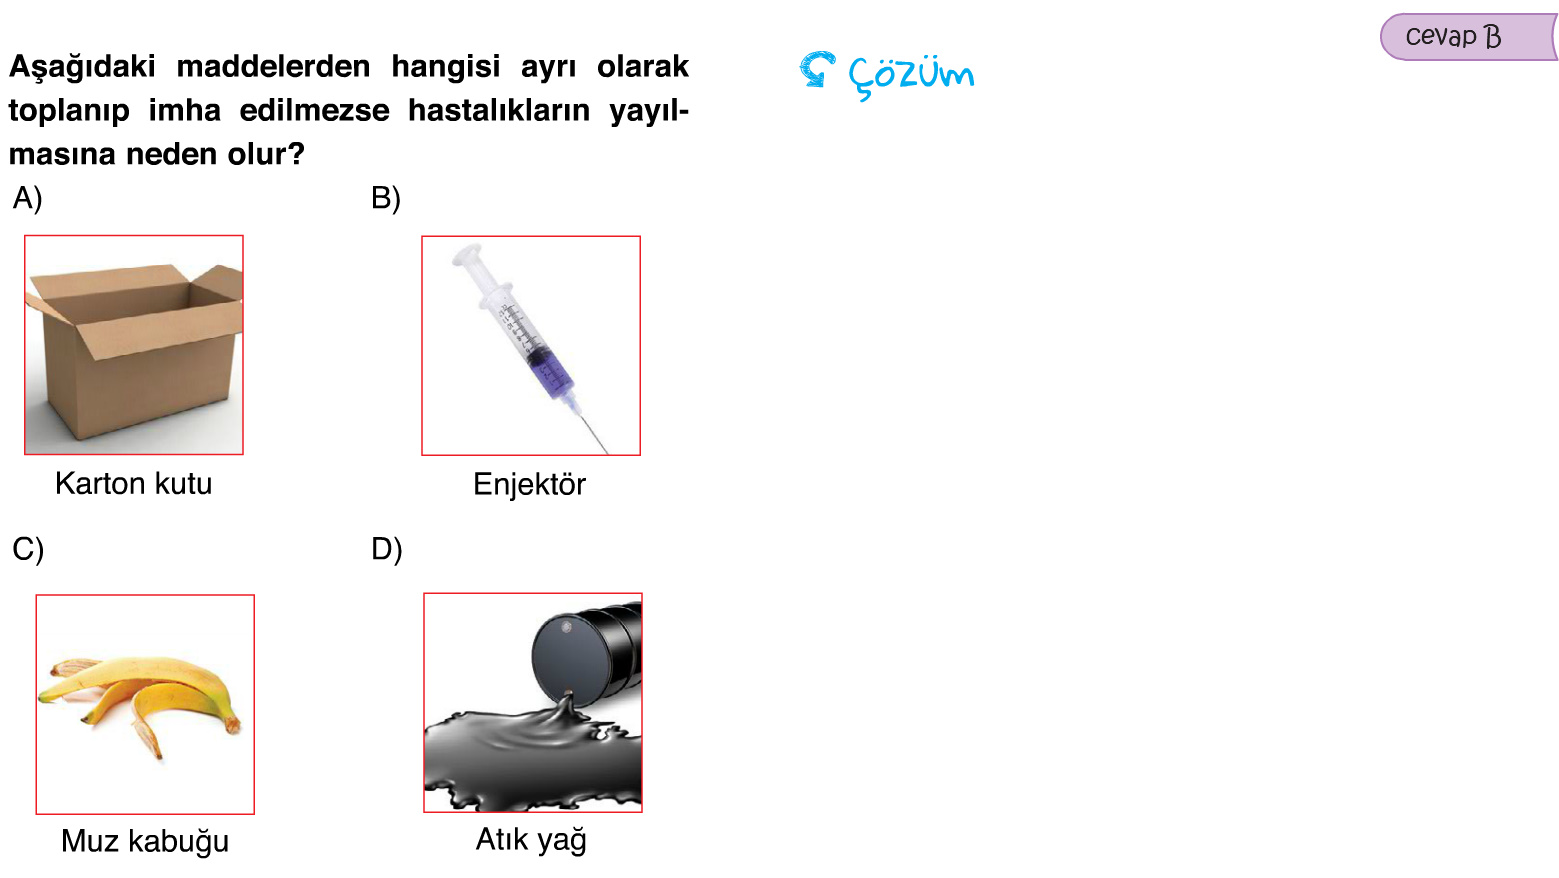 Aşağıdaki maddelerden hangisi ayrı olarak
toplanıp imha edilmezse hastalıkların yayıl-
masına neden olur?
A)
Karton kutu
B)
Enjektör
C)
Muz kabuğu
D)
Atık yağ
Çözüm
Cevap B